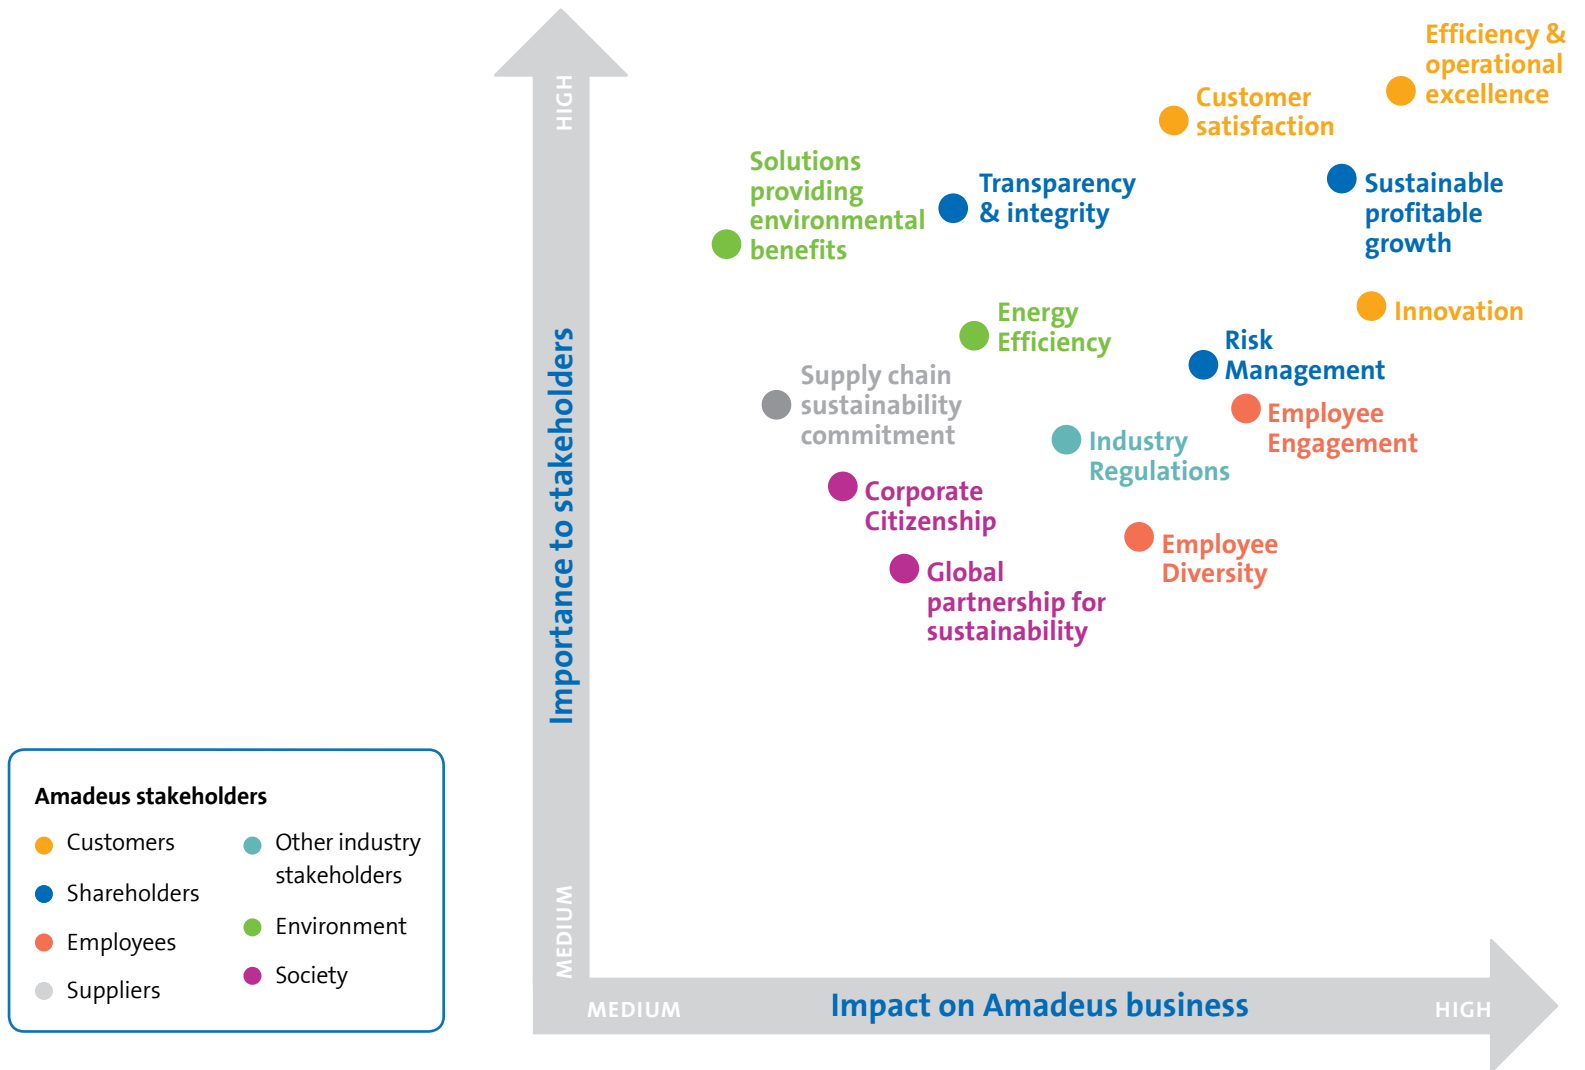 Efficiency &
operational
excellence
Customer
satisfaction
Solutions
providing
environmental
benefits
Transparency
& integrity
Sustainable
profitable
growth
Energy
Efficiency
Innovation
Risk
Management
Supply chain
sustainability
commitment
Employee
Engagement
Industry
Regulations
Corporate
Citizenship
Employee
Diversity
Global
partnership for
sustainability
HIGH
Importance to stakeholders
MEDIUM
MEDIUM
Impact on Amadeus business
HIGH
Amadeus stakeholders
Customers
Shareholders
Employees
Suppliers
Other industry
stakeholders
Environment
Society